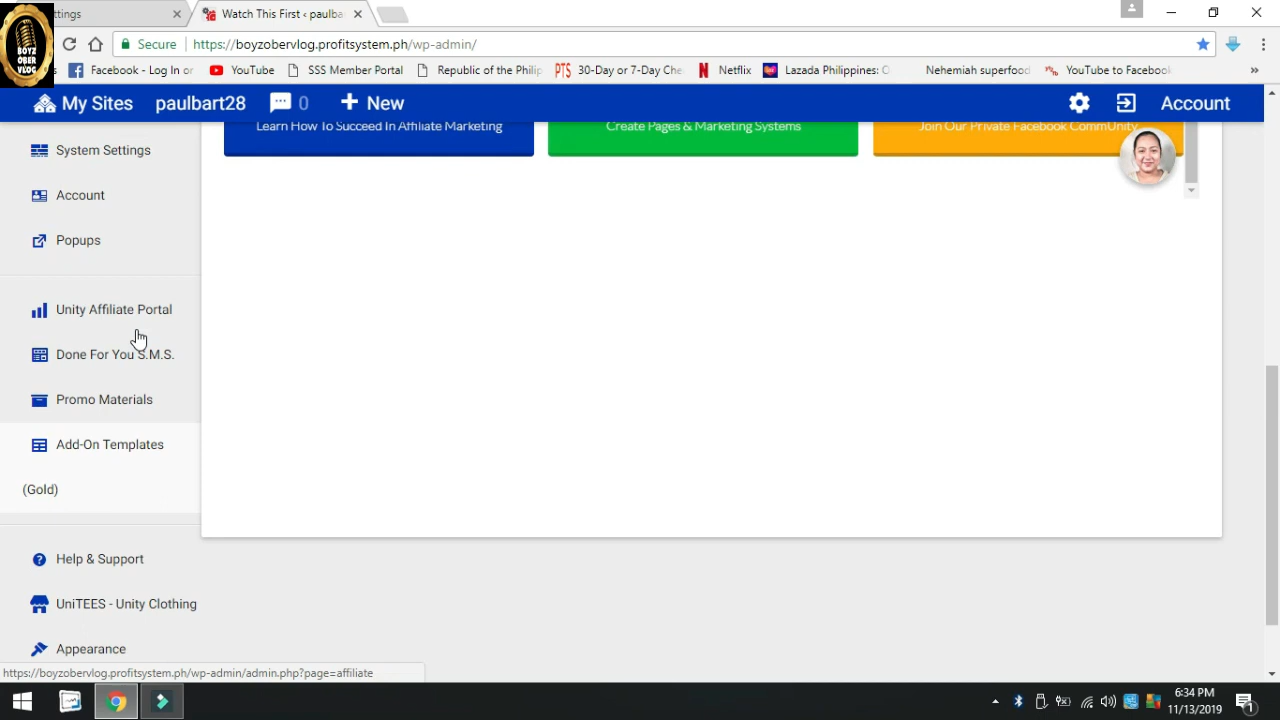 BOYZ
OBER
VLOG
ttings
Watch This First ‹ paulba
Secure
https://boyzobervlog.profitsystem.ph/wp-admin/
Facebook - Log In or
YouTube
SSS Member Portal
Republic of the Philip
PTS
30-Day or 7-Day Che
Netflix
Lazada Philippines: C
Nehemiah superfood
YouTube to Facebook
My Sites
paulbart28
0
New
Account
Learn How To Succeed In Affiliate Marketing
Create Pages & Marketing Systems
Join Our Private Facebook CommUnity
System Settings
Account
Popups
Unity Affiliate Portal
Done For You S.M.S.
Promo Materials
Add-On Templates
(Gold)
Help & Support
UniTEES - Unity Clothing
Appearance
https://boyzobervlog.profitsystem.ph/wp-admin/admin.php?page=affiliate
6:34 PM
11/13/2019
1